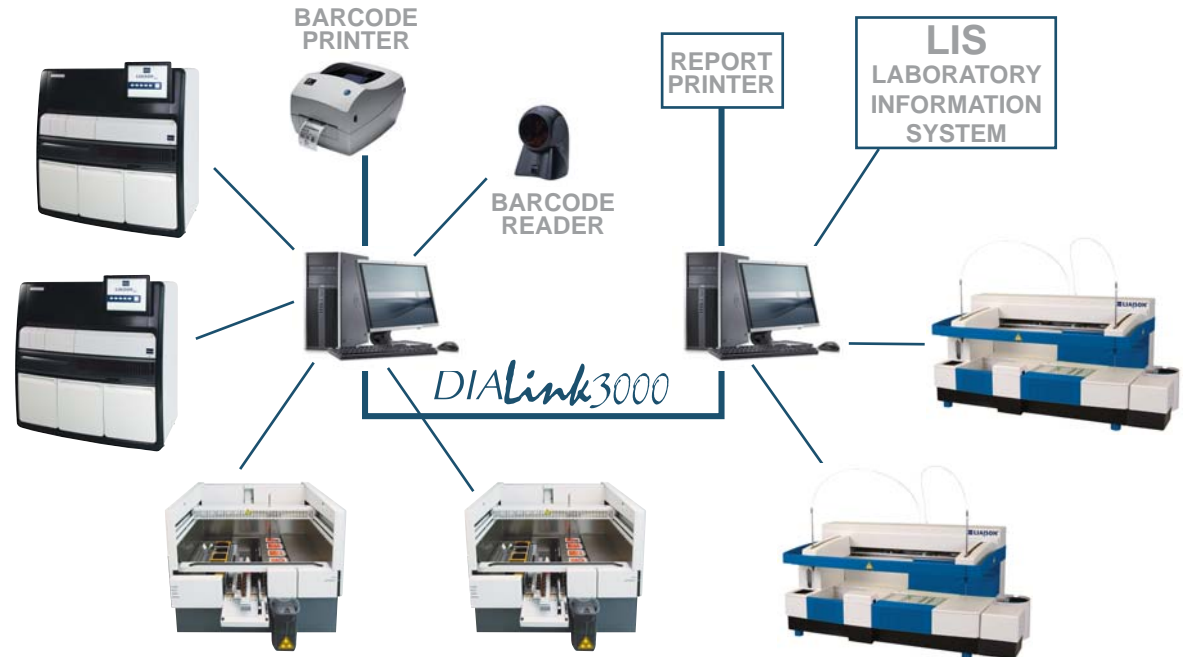 BARCODE
PRINTER
REPORT
PRINTER
LIS
LABORATORY
INFORMATION
SYSTEM
BARCODE
READER
LIAISON
DIALink3000
LIAISON